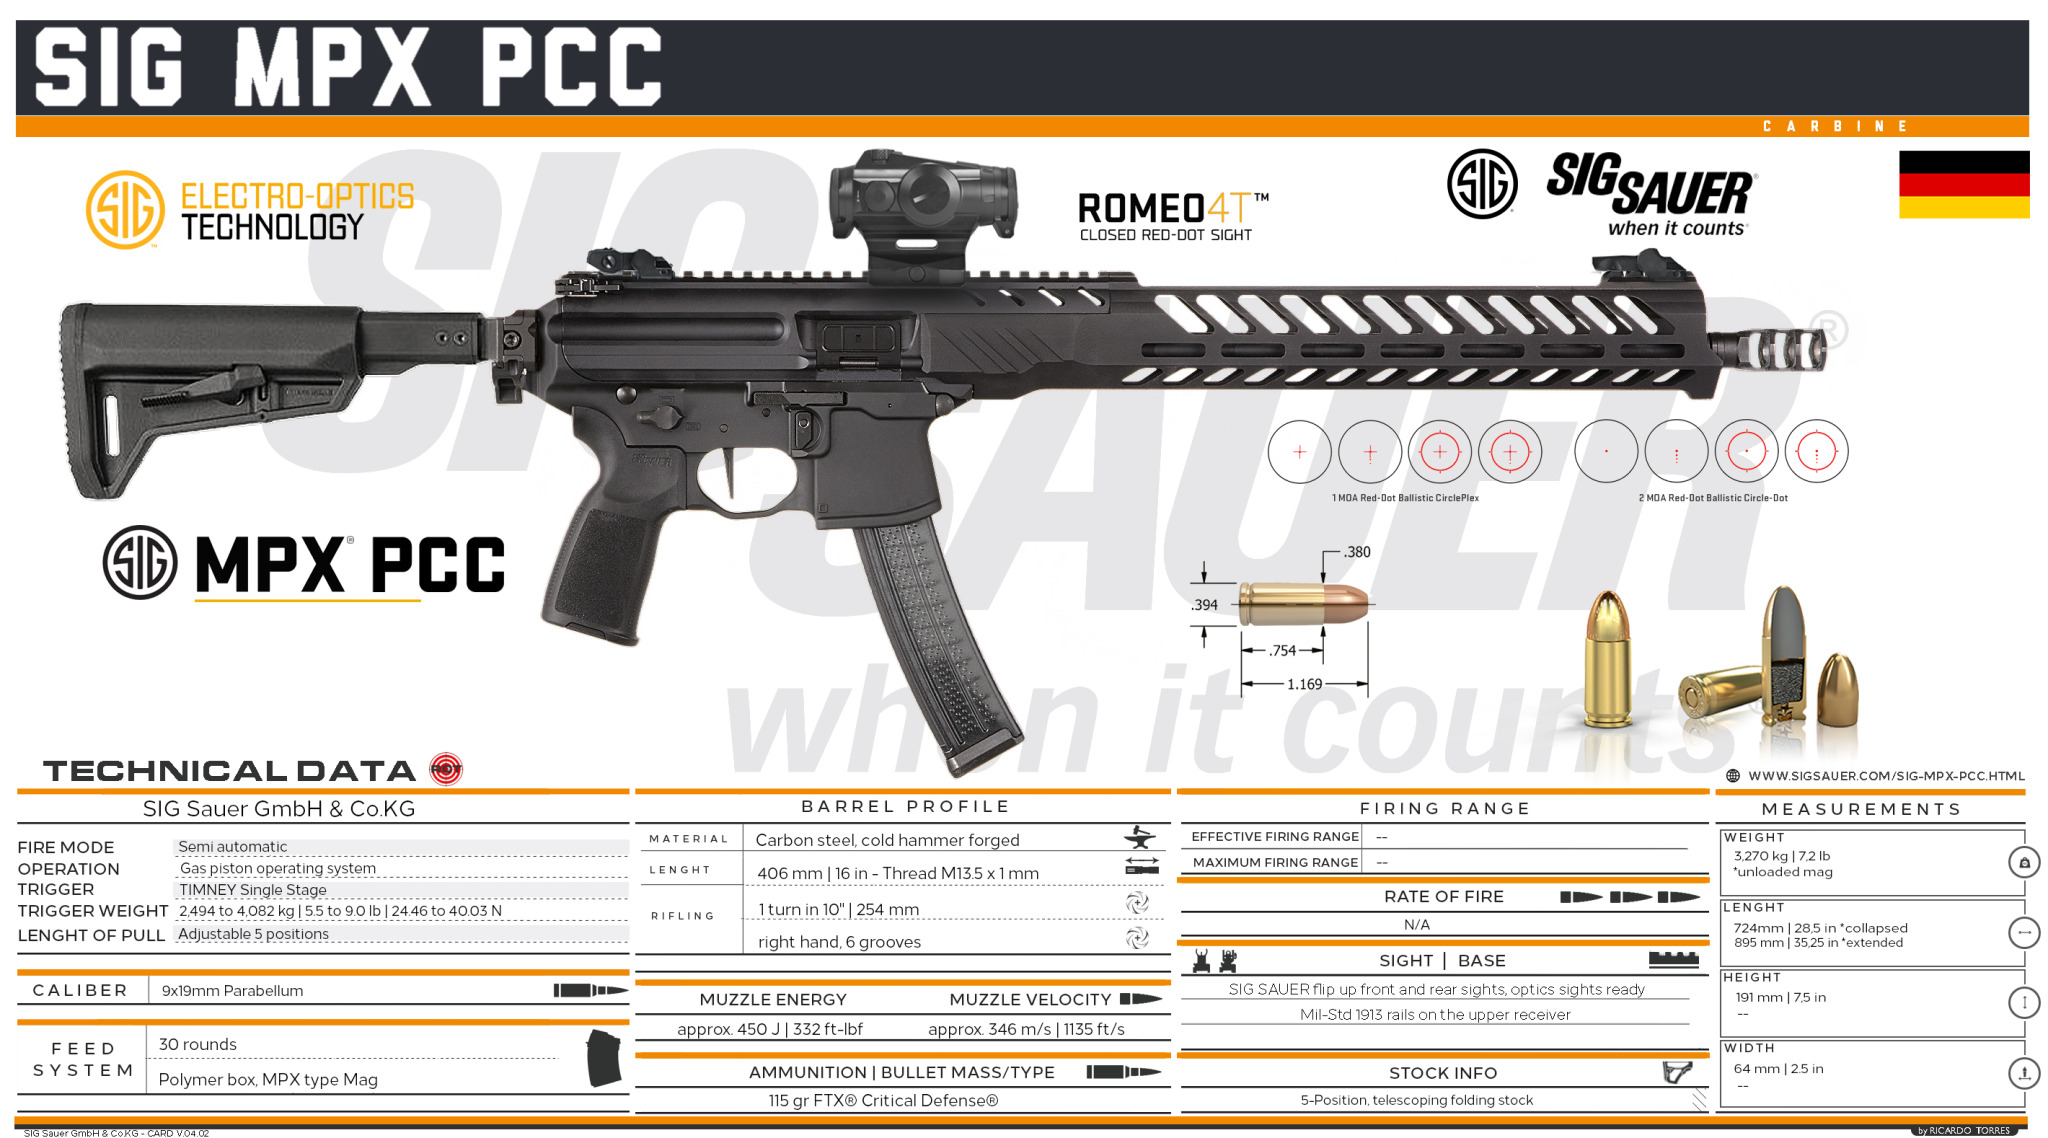 SIG MPX PCC
CARBINE
SIG ELECTRO-OPTICS
TECHNOLOGY
ROMEO4T™
CLOSED RED-DOT SIGHT
SIG
SIG SAUER®
when it counts®
SIG SAUER®
when it counts®
SIG MPX® PCC
SIG SAUER
1 MOA Red-Dot Ballistic CirclePlex
2 MOA Red-Dot Ballistic Circle-Dot
.380
.394
.754
1.169
TECHNICAL DATA
WWW.SIGSAUER.COM/SIG-MPX-PCC.HTML
SIG Sauer GmbH & Co.KG
FIRE MODE Semi automatic
OPERATION Gas piston operating system
TRIGGER TIMNEY Single Stage
TRIGGER WEIGHT 2,494 to 4,082 kg | 5.5 to 9.0 lb | 24.46 to 40.03 N
LENGHT OF PULL Adjustable 5 positions
CALIBER 9x19mm Parabellum
FEED SYSTEM
30 rounds
Polymer box, MPX type Mag
BARREL PROFILE
MATERIAL Carbon steel, cold hammer forged
LENGHT 406 mm | 16 in - Thread M13.5 x 1 mm
RIFLING
1 turn in 10" | 254 mm
right hand, 6 grooves
MUZZLE ENERGY MUZZLE VELOCITY
approx. 450 J | 332 ft-lbf approx. 346 m/s | 1135 ft/s
AMMUNITION | BULLET MASS/TYPE
115 gr FTX® Critical Defense®
FIRING RANGE
EFFECTIVE FIRING RANGE --
MAXIMUM FIRING RANGE --
RATE OF FIRE
N/A
SIGHT | BASE
SIG SAUER flip up front and rear sights, optics sights ready
Mil-Std 1913 rails on the upper receiver
STOCK INFO
5-Position, telescoping folding stock
MEASUREMENTS
WEIGHT
3,270 kg | 7,2 lb
*unloaded mag
LENGHT
724mm | 28,5 in *collapsed
895 mm | 35,25 in *extended
HEIGHT
191 mm | 7,5 in
--
WIDTH
64 mm | 2.5 in
--
SIG Sauer GmbH & Co.KG - CARD V.04.02
by RICARDO TORRES